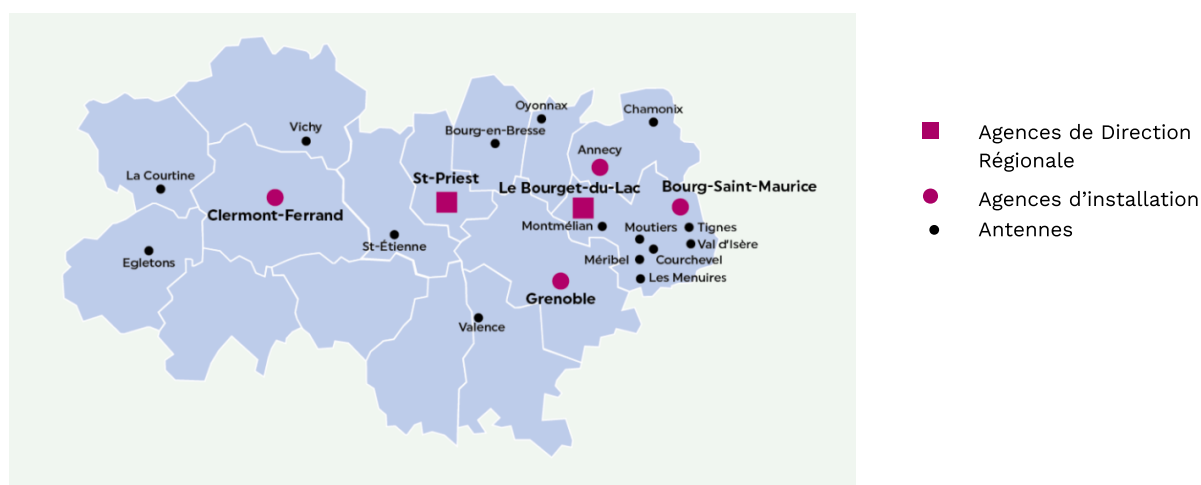 Oyonnax
Chamonix
Vichy
Bourg-en-Bresse
Annecy
La Courtine
St-Priest
Le Bourget-du-Lac
Bourg-Saint-Maurice
Clermont-Ferrand
Montmélian
Moutiers
Tignes
St-Étienne
Val d'Isère
Egletons
Méribel
Courchevel
Les Menuires
Grenoble
Valence
Agences de Direction
Régionale
Agences d'installation
Antennes